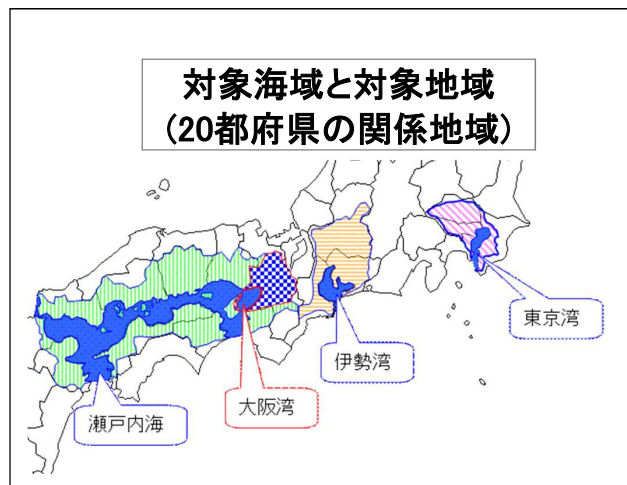 対象海域と対象地域
(20都府県の関係地域)
東京湾
伊勢湾
大阪湾
瀬戸内海